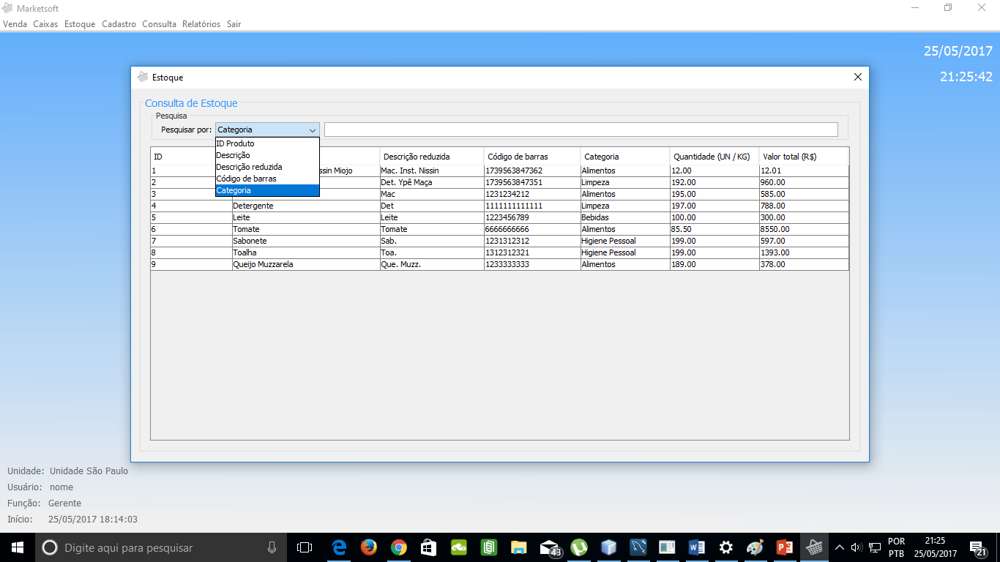 Marketsoft
Venda Caixas Estoque Cadastro Consulta Relatórios Sair
25/05/2017
21:25:42
Estoque
Consulta de Estoque
Pesquisa
Pesquisar por: Categoria
ID Produto
Descrição
Descrição reduzida
Código de barras
Categoria
ID Descrição reduzida Código de barras Categoria Quantidade (UN / KG) Valor total (R$)
1 Miojo Mac. Inst. Nissin 1739563847362 Alimentos 12.00 12.01
2 Det. Ypê Maça 1739563847351 Limpeza 192.00 960.00
3 Mac 1231234212 Alimentos 195.00 585.00
4 Detergente Det 1111111111111 Limpeza 197.00 788.00
5 Leite Leite 1223456789 Bebidas 100.00 300.00
6 Tomate Tomate 6666666666 Alimentos 85.50 8550.00
7 Sabonete Sab. 1231312312 Higiene Pessoal 199.00 597.00
8 Toalha Toa. 1312312321 Higiene Pessoal 199.00 1393.00
9 Queijo Muzzarela Que. Muzz. 1233333333 Alimentos 189.00 378.00
Unidade: Unidade São Paulo
Usuário: nome
Função: Gerente
Início: 25/05/2017 18:14:03
Digite aqui para pesquisar
43
POR
PTB
21:25
25/05/2017
21